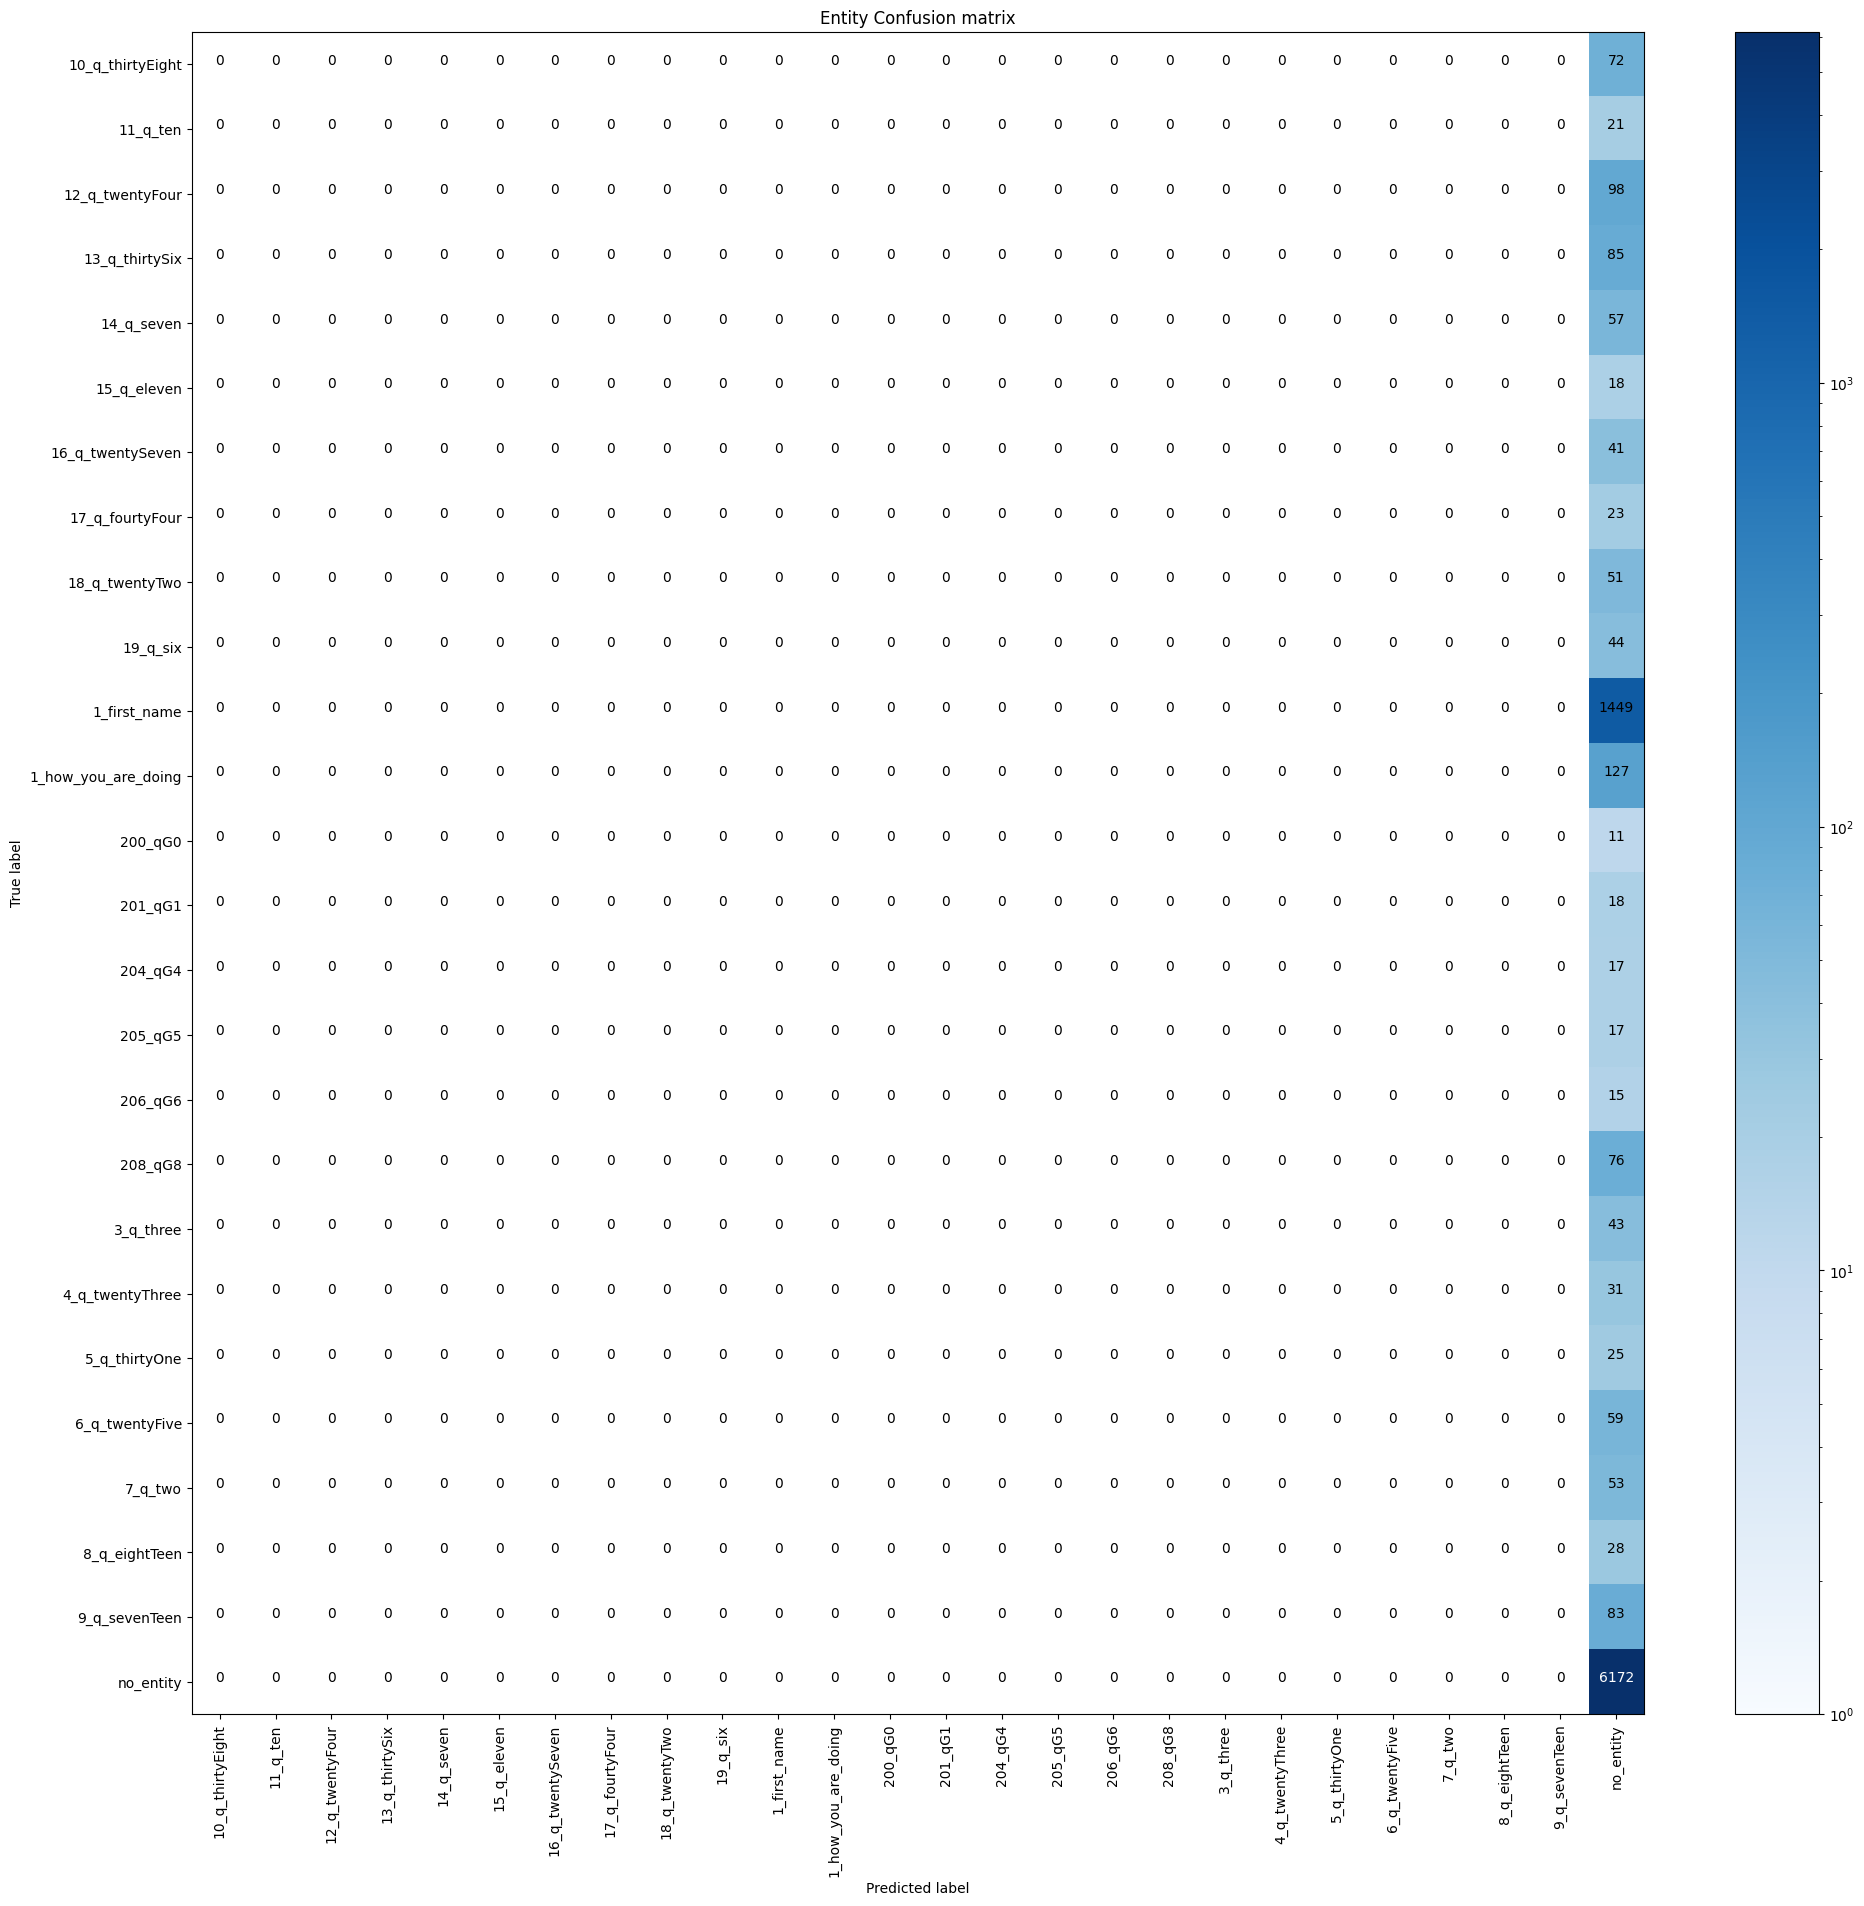 Entity Confusion matrix
10_q_thirtyEight 0 0 0 0 0 0 0 0 0 0 0 0 0 0 0 0 0 0 0 0 0 0 0 0 0 72
11_q_ten 0 0 0 0 0 0 0 0 0 0 0 0 0 0 0 0 0 0 0 0 0 0 0 0 0 21
12_q_twentyFour 0 0 0 0 0 0 0 0 0 0 0 0 0 0 0 0 0 0 0 0 0 0 0 0 0 98
13_q_thirtySix 0 0 0 0 0 0 0 0 0 0 0 0 0 0 0 0 0 0 0 0 0 0 0 0 0 85
14_q_seven 0 0 0 0 0 0 0 0 0 0 0 0 0 0 0 0 0 0 0 0 0 0 0 0 0 57
15_q_eleven 0 0 0 0 0 0 0 0 0 0 0 0 0 0 0 0 0 0 0 0 0 0 0 0 0 18
10³
16_q_twentySeven 0 0 0 0 0 0 0 0 0 0 0 0 0 0 0 0 0 0 0 0 0 0 0 0 0 41
17_q_fourtyFour 0 0 0 0 0 0 0 0 0 0 0 0 0 0 0 0 0 0 0 0 0 0 0 0 0 23
18_q_twentyTwo 0 0 0 0 0 0 0 0 0 0 0 0 0 0 0 0 0 0 0 0 0 0 0 0 0 51
19_q_six 0 0 0 0 0 0 0 0 0 0 0 0 0 0 0 0 0 0 0 0 0 0 0 0 0 44
1_first_name 0 0 0 0 0 0 0 0 0 0 0 0 0 0 0 0 0 0 0 0 0 0 0 0 0 1449
1_how_you_are_doing 0 0 0 0 0 0 0 0 0 0 0 0 0 0 0 0 0 0 0 0 0 0 0 0 0 127
10²
200_qG0 0 0 0 0 0 0 0 0 0 0 0 0 0 0 0 0 0 0 0 0 0 0 0 0 0 11
True label
201_qG1 0 0 0 0 0 0 0 0 0 0 0 0 0 0 0 0 0 0 0 0 0 0 0 0 0 18
204_qG4 0 0 0 0 0 0 0 0 0 0 0 0 0 0 0 0 0 0 0 0 0 0 0 0 0 17
205_qG5 0 0 0 0 0 0 0 0 0 0 0 0 0 0 0 0 0 0 0 0 0 0 0 0 0 17
206_qG6 0 0 0 0 0 0 0 0 0 0 0 0 0 0 0 0 0 0 0 0 0 0 0 0 0 15
208_qG8 0 0 0 0 0 0 0 0 0 0 0 0 0 0 0 0 0 0 0 0 0 0 0 0 0 76
3_q_three 0 0 0 0 0 0 0 0 0 0 0 0 0 0 0 0 0 0 0 0 0 0 0 0 0 43
10¹
4_q_twentyThree 0 0 0 0 0 0 0 0 0 0 0 0 0 0 0 0 0 0 0 0 0 0 0 0 0 31
5_q_thirtyOne 0 0 0 0 0 0 0 0 0 0 0 0 0 0 0 0 0 0 0 0 0 0 0 0 0 25
6_q_twentyFive 0 0 0 0 0 0 0 0 0 0 0 0 0 0 0 0 0 0 0 0 0 0 0 0 0 59
7_q_two 0 0 0 0 0 0 0 0 0 0 0 0 0 0 0 0 0 0 0 0 0 0 0 0 0 53
8_q_eightTeen 0 0 0 0 0 0 0 0 0 0 0 0 0 0 0 0 0 0 0 0 0 0 0 0 0 28
9_q_sevenTeen 0 0 0 0 0 0 0 0 0 0 0 0 0 0 0 0 0 0 0 0 0 0 0 0 0 83
no_entity 0 0 0 0 0 0 0 0 0 0 0 0 0 0 0 0 0 0 0 0 0 0 0 0 0 6172
10⁰
10_q_thirtyEight
11_q_ten
12_q_twentyFour
13_q_thirtySix
14_q_seven
15_q_eleven
16_q_twentySeven
17_q_fourtyFour
18_q_twentyTwo
19_q_six
1_first_name
1_how_you_are_doing
200_qG0
201_qG1
204_qG4
205_qG5
206_qG6
208_qG8
3_q_three
4_q_twentyThree
5_q_thirtyOne
6_q_twentyFive
7_q_two
8_q_eightTeen
9_q_sevenTeen
no_entity
Predicted label